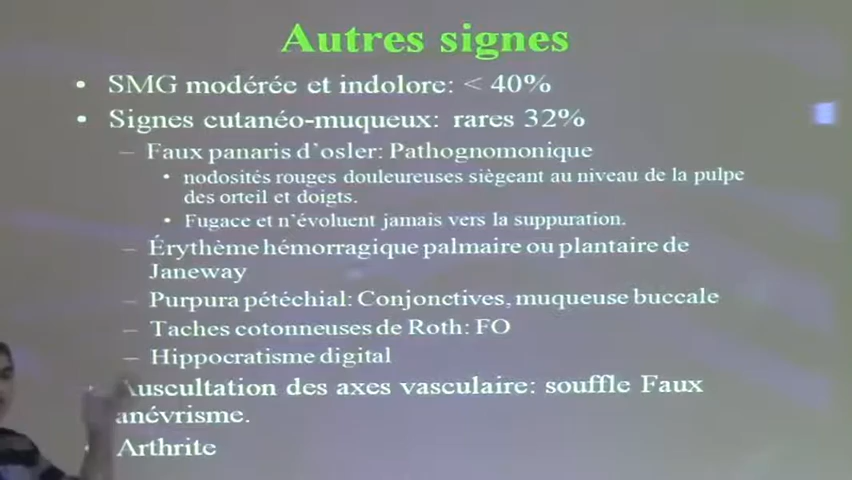 Autres signes
• SMG modérée et indolore: < 40%
• Signes cutanéo-muqueux: rares 32%
– Faux panaris d'osler: Pathognomonique
• nodosités rouges douleureuses siègeant au niveau de la pulpe
des orteil et doigts.
• Fugace et n'évoluent jamais vers la suppuration.
– Érythème hémorragique palmaire ou plantaire de
Janeway
– Purpura pétéchial: Conjonctives, muqueuse buccale
– Taches cotonneuses de Roth: FO
– Hippocratisme digital
Auscultation des axes vasculaire: souffle Faux
anévrisme.
Arthrite